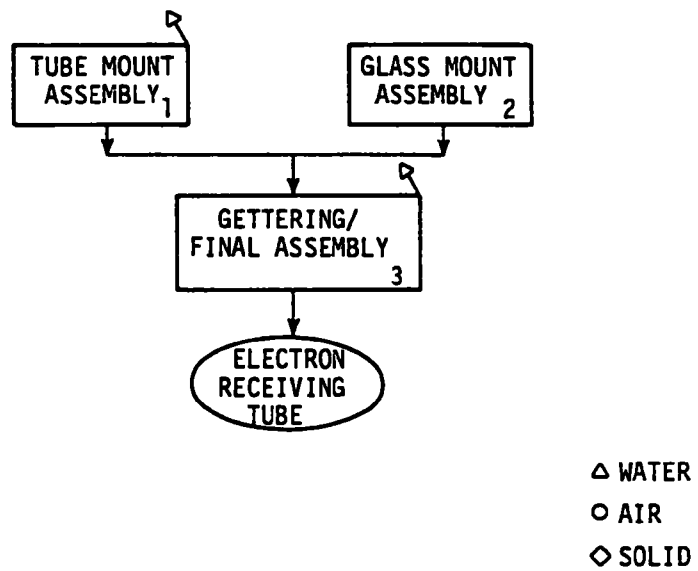 TUBE MOUNT
ASSEMBLY 1
GLASS MOUNT
ASSEMBLY 2
GETTERING/
FINAL ASSEMBLY
3
ELECTRON
RECEIVING
TUBE
WATER
AIR
SOLID